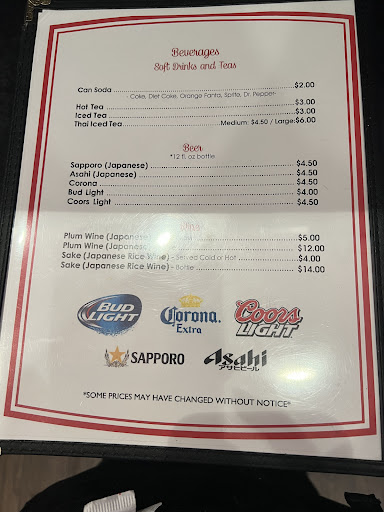 Beverages
Soft Drinks and Teas
Can Soda $2.00
- Coke, Diet Coke, Orange Fanta, Sprite, Dr. Pepper-
Hot Tea $3.00
Iced Tea $3.00
Thai Iced Tea Medium: $4.50 / Large: $6.00
Beer
*12 fl. oz bottle
Sapporo (Japanese) $4.50
Asahi (Japanese) $4.50
Corona $4.50
Bud Light $4.00
Coors Light $4.50
Plum Wine (Japanese $5.00
Plum Wine (Japanese $12.00
Sake (Japanese Rice Wine) - Served Cold or Hot $4.00
Sake (Japanese Rice Wine) - Bottle $14.00
BUD LIGHT
Corona Extra
Coors LIGHT
SAPPORO
Asahi
アサヒビール
*SOME PRICES MAY HAVE CHANGED WITHOUT NOTICE*